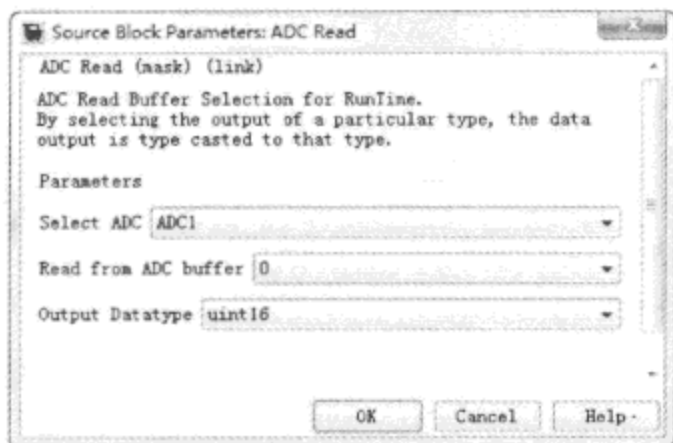 Source Block Parameters: ADC Read
ADC Read (mask) (link)
ADC Read Buffer Selection for RunTime.
By selecting the output of a particular type, the data
output is type casted to that type.
Parameters
Select ADC ADC1
Read from ADC buffer 0
Output Datatype uint16
OK Cancel Help